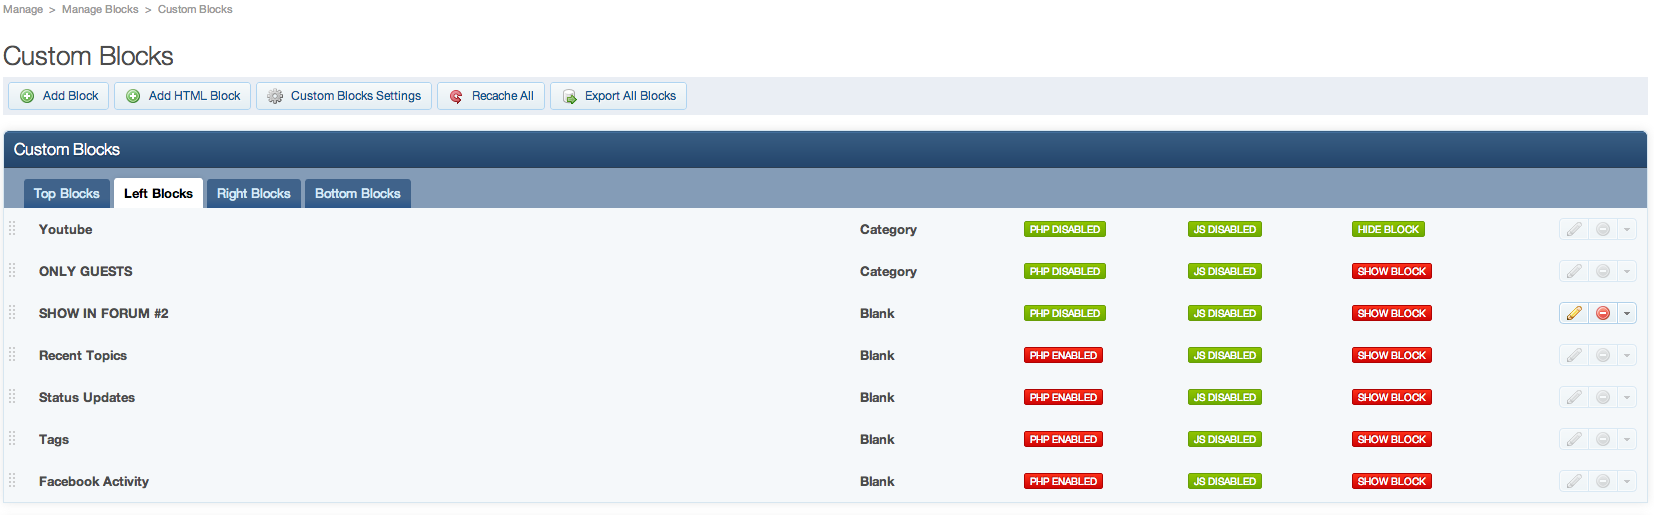 Manage > Manage Blocks > Custom Blocks
Custom Blocks
Add Block Add HTML Block Custom Blocks Settings Recache All Export All Blocks
Custom Blocks
Top Blocks Left Blocks Right Blocks Bottom Blocks
Youtube Category PHP DISABLED JS DISABLED HIDE BLOCK
ONLY GUESTS Category PHP DISABLED JS DISABLED SHOW BLOCK
SHOW IN FORUM #2 Blank PHP DISABLED JS DISABLED SHOW BLOCK
Recent Topics Blank PHP ENABLED JS DISABLED SHOW BLOCK
Status Updates Blank PHP ENABLED JS DISABLED SHOW BLOCK
Tags Blank PHP ENABLED JS DISABLED SHOW BLOCK
Facebook Activity Blank PHP ENABLED JS DISABLED SHOW BLOCK